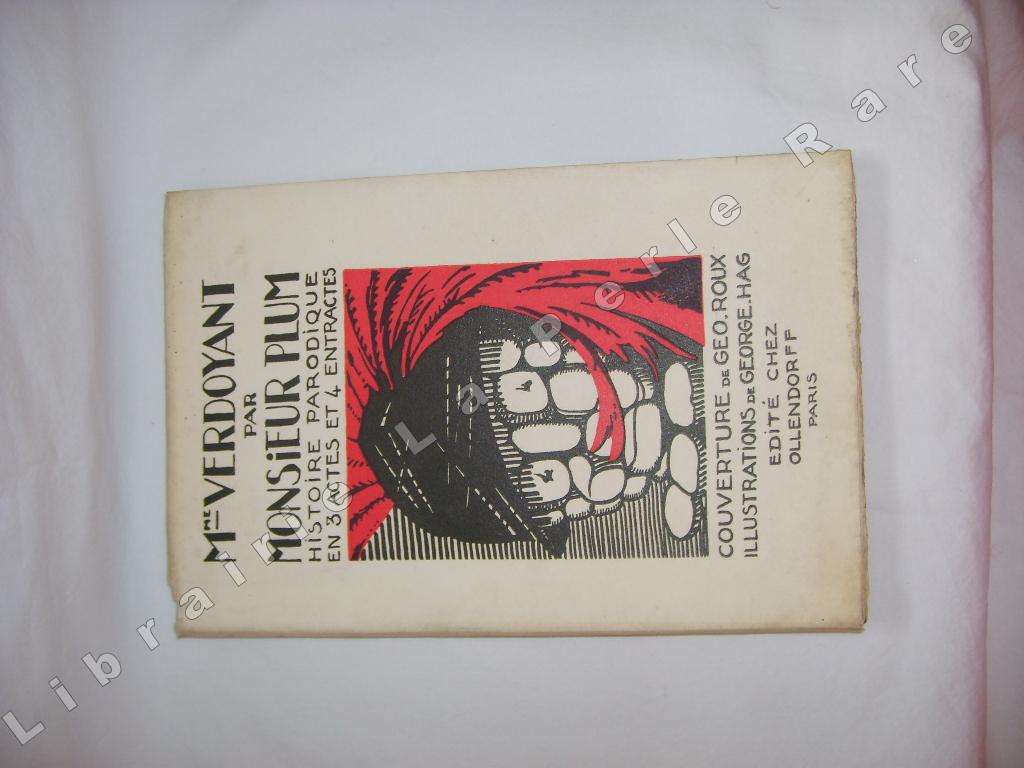 Mme VERDOYANT
PAR
MONSIEUR PLUM
HISTOIRE PARODIQUE
EN 3 ACTES ET 4 ENTRACTES
COUVERTURE DE GEO.ROUX
ILLUSTRATIONS DE GEORGE.HAG
EDITÉ CHEZ
OLLENDORFF
PARIS
Librairie La Perle Rare